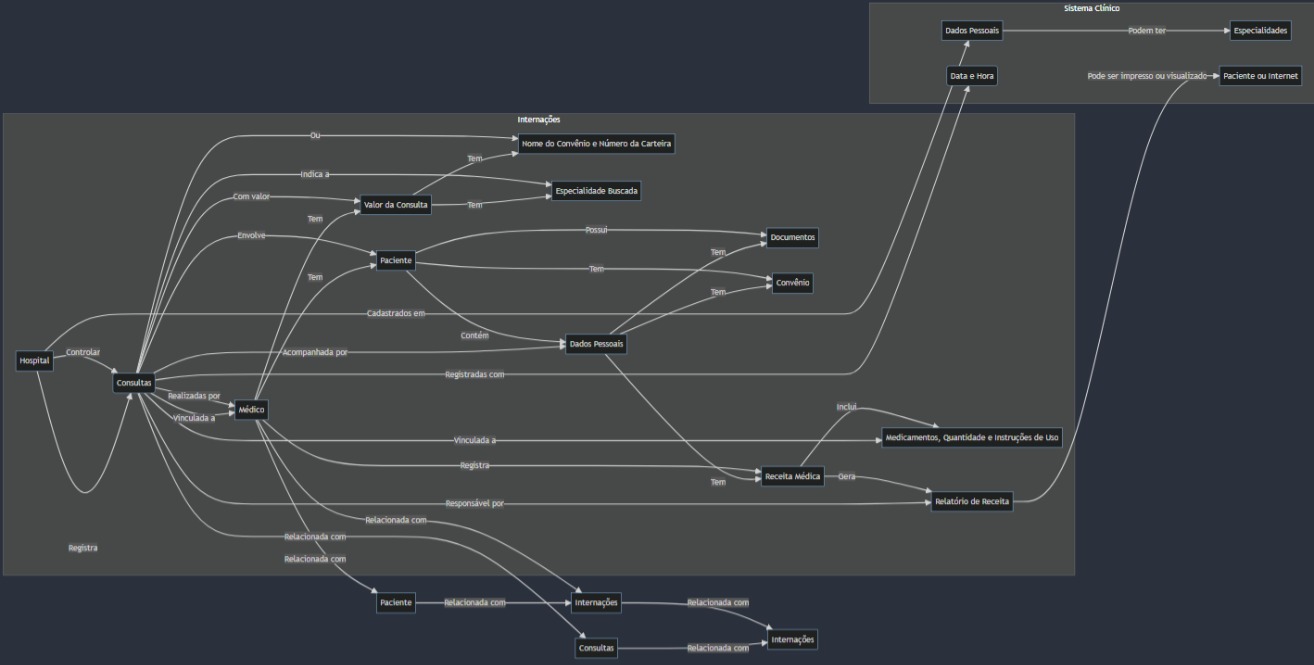 Sistema Clínico
Dados Pessoais
Podem ter
Especialidades
Data e Hora
Pode ser impresso ou visualizado
Paciente ou Internet
Internações
Ou
Nome do Convênio e Número da Carteira
Tem
Indica a
Especialidade Buscada
Com valor
Valor da Consulta
Tem
Tem
Envolve
Possui
Documentos
Paciente
Tem
Tem
Tem
Convênio
Tem
Cadastrados em
Contém
Dados Pessoais
Hospital
Controlar
Acompanhada por
Registradas com
Consultas
Realizadas por
Médico
Vinculada a
Inclui
Vinculada a
Medicamentos, Quantidade e Instruções de Uso
Registra
Receita Médica
Gera
Tem
Responsável por
Relatório de Receita
Relacionada com
Relacionada com
Registra
Relacionada com
Paciente
Relacionada com
Internações
Relacionada com
Internações
Consultas
Relacionada com